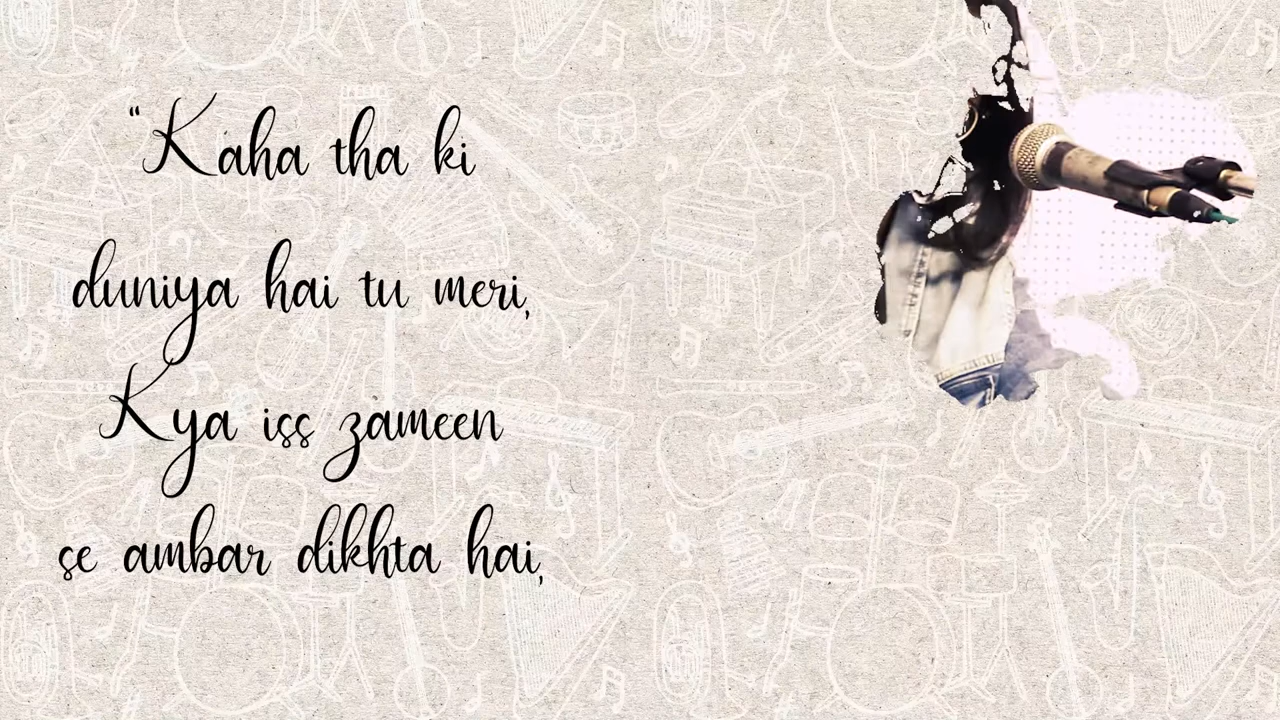 “Kaha tha ki
duniya hai tu meri,
Kya iss zameen
se ambar dikhta hai,